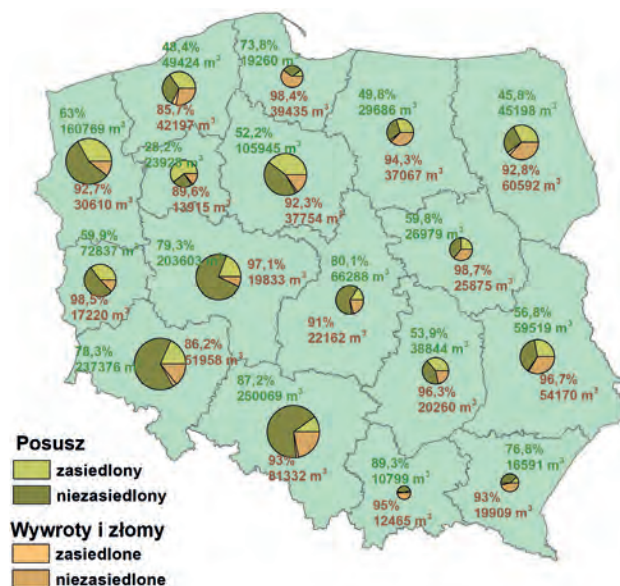 48,4%
49424 m³
85,7%
42197 m³
73,8%
19260 m³
98,4%
39435 m³
49,8%
29686 m³
94,3%
37067 m³
45,8%
45198 m³
92,8%
60592 m³
63%
160769 m³
92,7%
30610 m³
28,2%
23928 m³
89,6%
13915 m³
52,2%
105945 m³
92,3%
37754 m³
59,9%
72837 m³
98,5%
17220 m³
79,3%
203603 m³
97,1%
19833 m³
80,1%
66288 m³
91%
22162 m³
59,8%
26979 m³
98,7%
25875 m³
78,3%
237376 m³
86,2%
51958 m³
87,2%
250069 m³
93%
81332 m³
53,9%
38844 m³
96,3%
20260 m³
56,8%
59519 m³
96,7%
54170 m³
89,3%
10799 m³
95%
12465 m³
76,8%
16591 m³
93%
19909 m³
Posusz
zasiedlony
niezasiedlony
Wywroty i złomy
zasiedlone
niezasiedlone